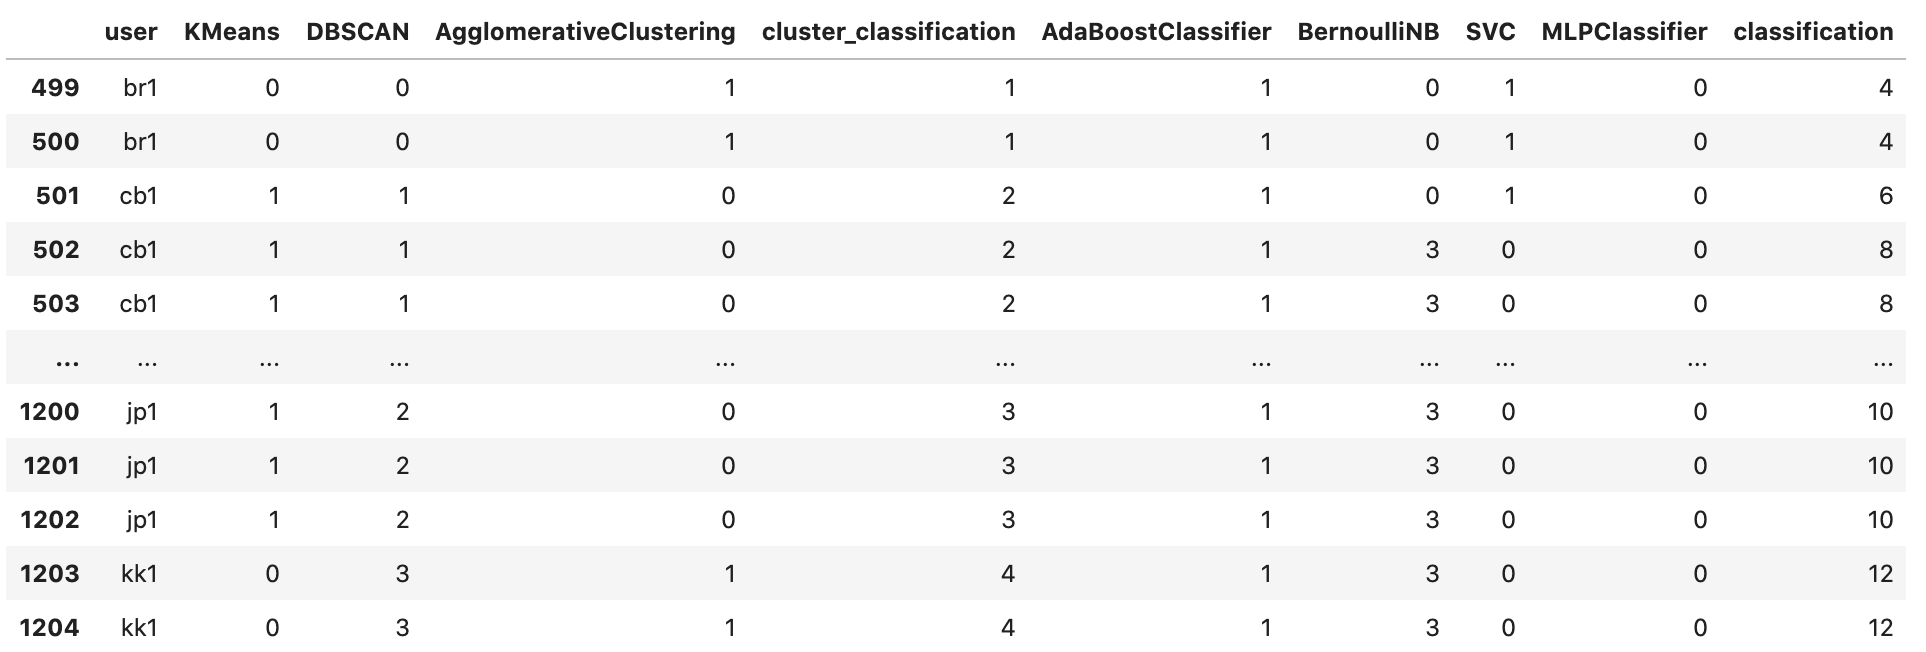 user KMeans DBSCAN AgglomerativeClustering cluster_classification AdaBoostClassifier BernoulliNB SVC MLPClassifier classification
499 br1 0 0 1 1 1 0 1 0 4
500 br1 0 0 1 1 1 0 1 0 4
501 cb1 1 1 0 2 1 0 1 0 6
502 cb1 1 1 0 2 1 3 0 0 8
503 cb1 1 1 0 2 1 3 0 0 8
... ... ... ... ... ... ... ... ... ... ...
1200 jp1 1 2 0 3 1 3 0 0 10
1201 jp1 1 2 0 3 1 3 0 0 10
1202 jp1 1 2 0 3 1 3 0 0 10
1203 kk1 0 3 1 4 1 3 0 0 12
1204 kk1 0 3 1 4 1 3 0 0 12